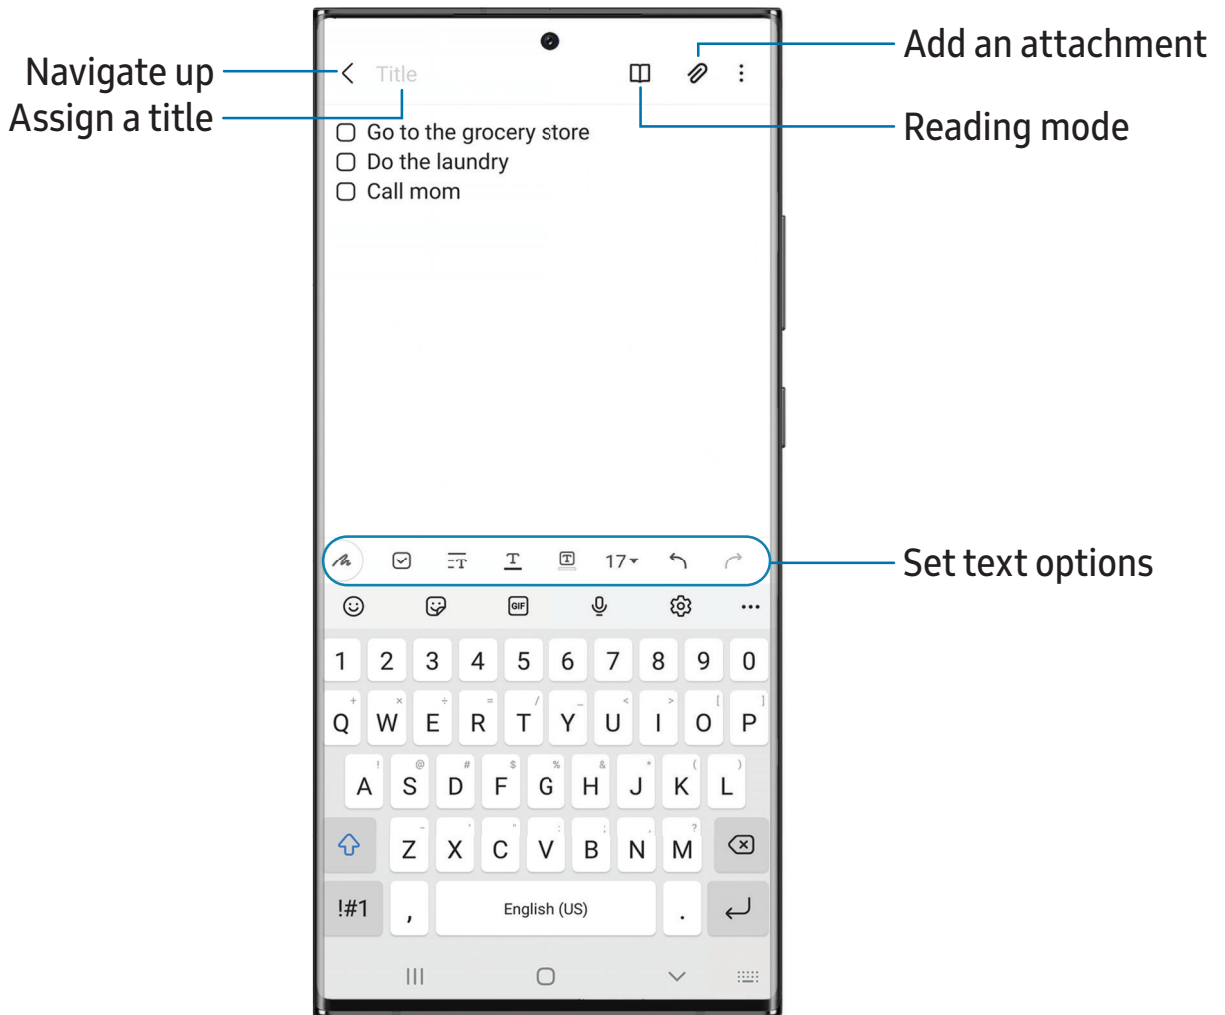 Add an attachment
Navigate up
Title
Assign a title
Reading mode
Go to the grocery store
Do the laundry
Call mom
T T T 17
Set text options
GIF
1 2 3 4 5 6 7 8 9 0
+ × ÷ = / _ < > [ ]
Q W E R T Y U I O P
! @ # $ % & * ( )
A S D F G H J K L
- ' " : ; , ?
Z X C V B N M
!#1 , English (US) .